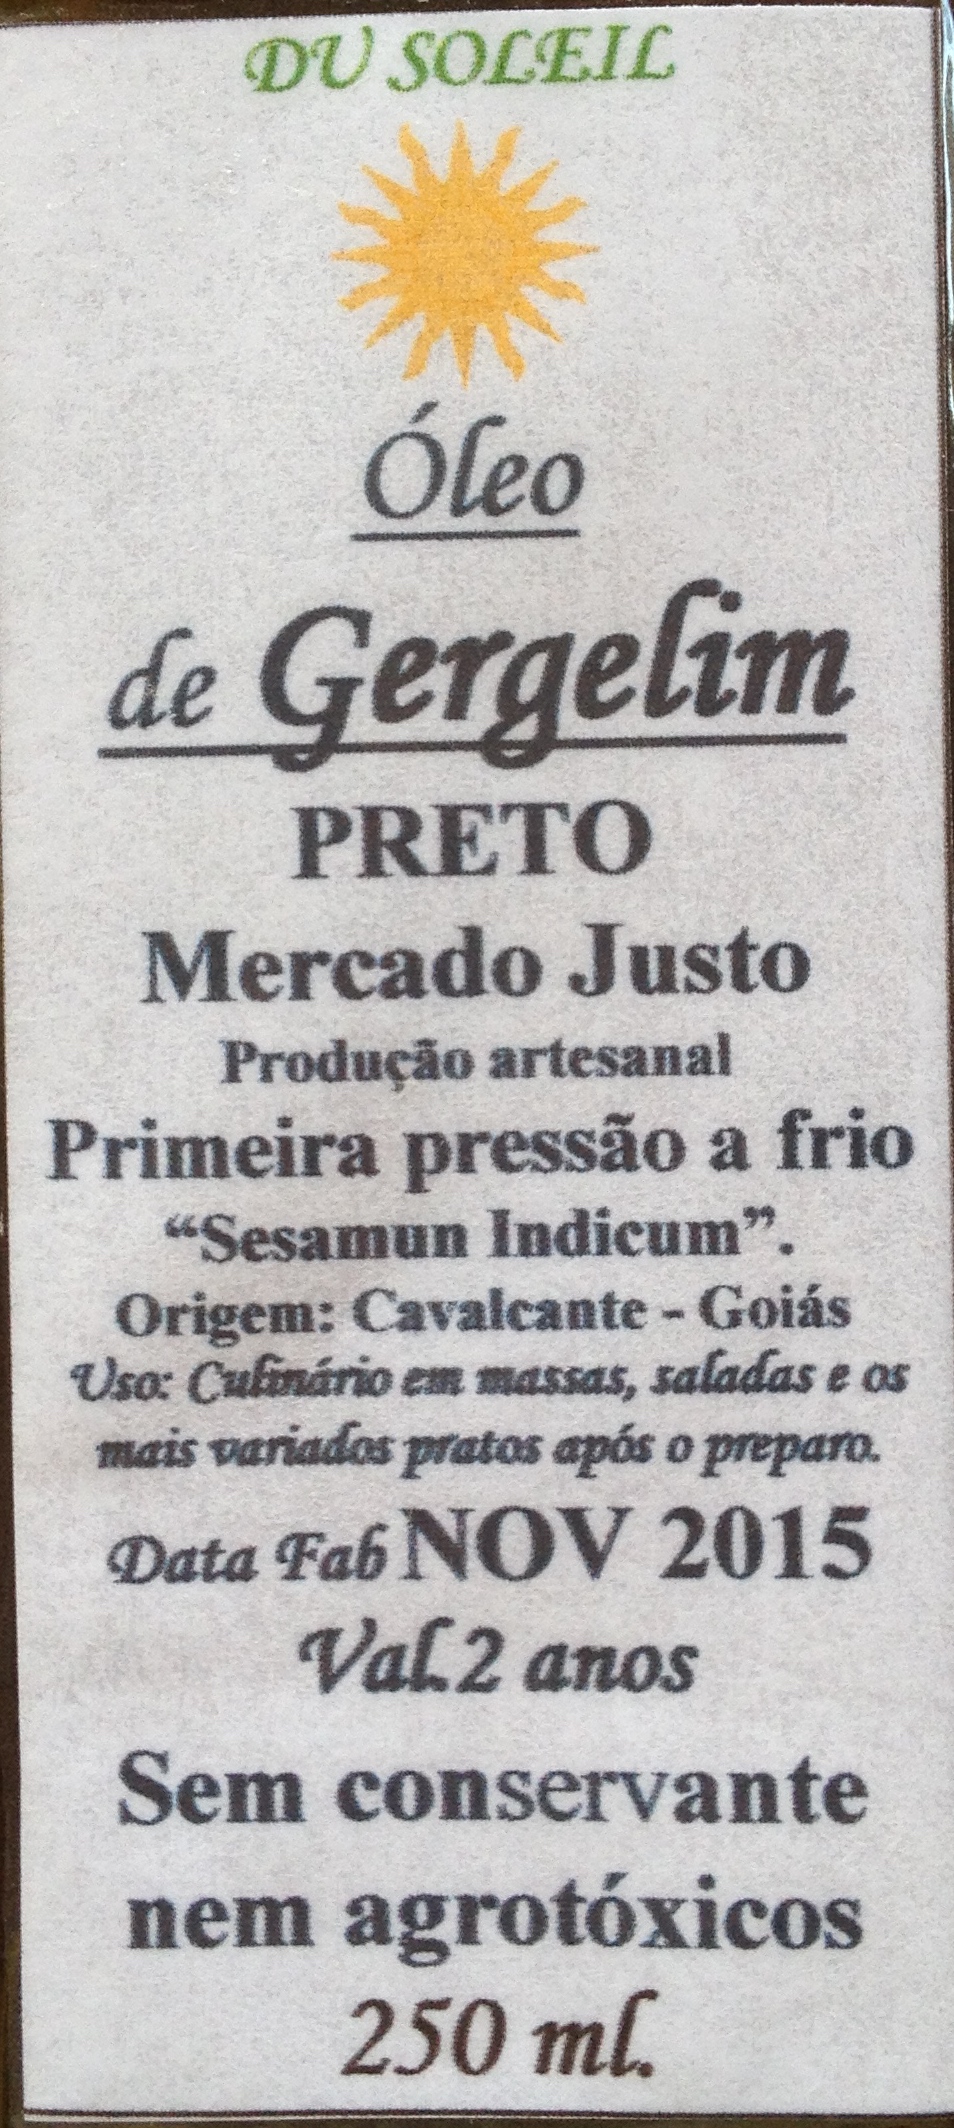 DU SOLEIL
Óleo
de Gergelim
PRETO
Mercado Justo
Produção artesanal
Primeira pressão a frio
“Sesamun Indicum”.
Origem: Cavalcante - Goiás
Uso: Culinário em massas, saladas e os
mais variados pratos após o preparo.
Data Fab NOV 2015
Val.2 anos
Sem conservante
nem agrotóxicos
250 ml.